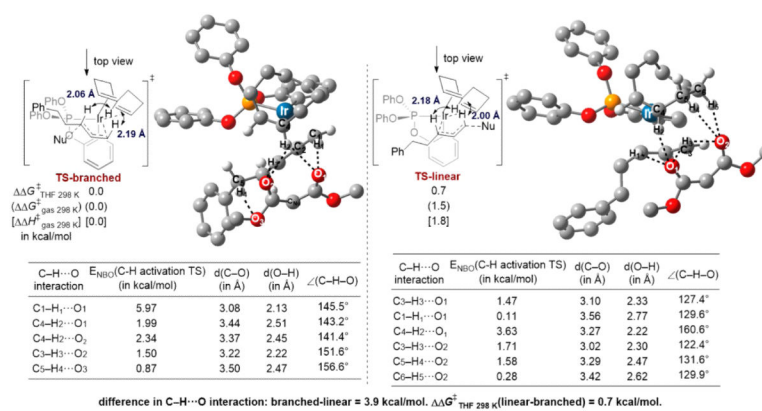 top view
‡
2.06 Å
PhO
PhO
Ph
P
Ir
H
H
H
Nu
2.19 Å
TS-branched
ΔΔG‡THF 298 K 0.0
(ΔΔG‡gas 298 K) (0.0)
[ΔΔH‡gas 298 K] [0.0]
in kcal/mol
Ir
top view
‡
2.18 Å
PhO
PhO
P
O
Ir
H
H
H
Nu
2.00 Å
Ph
TS-linear
0.7
(1.5)
[1.8]
Ir
C–H···O interaction ENBO(C-H activation TS) (in kcal/mol) d(C–O) (in Å) d(O–H) (in Å) ∠(C–H–O)
C1–H₁···O1 5.97 3.08 2.13 145.5°
C4–H2···O1 1.99 3.44 2.51 143.2°
C4–H2···O₂ 2.34 3.37 2.45 141.4°
C3–H3···O2 1.50 3.22 2.22 151.6°
C5–H4···O3 0.87 3.50 2.47 156.6°
C–H···O interaction ENBO(C-H activation TS) (in kcal/mol) d(C–O) (in Å) d(O–H) (in Å) ∠(C–H–O)
C3–H3···O1 1.47 3.10 2.33 127.4°
C1–H₁···O1 0.11 3.56 2.77 129.6°
C4–H2···O₁ 3.63 3.27 2.22 160.6°
C3–H3···O2 1.71 3.02 2.30 122.4°
C5–H4···O2 1.58 3.29 2.47 131.6°
C6–H5···O2 0.28 3.42 2.62 129.9°
difference in C–H···O interaction: branched-linear = 3.9 kcal/mol. ΔΔG‡THF 298 K(linear-branched) = 0.7 kcal/mol.